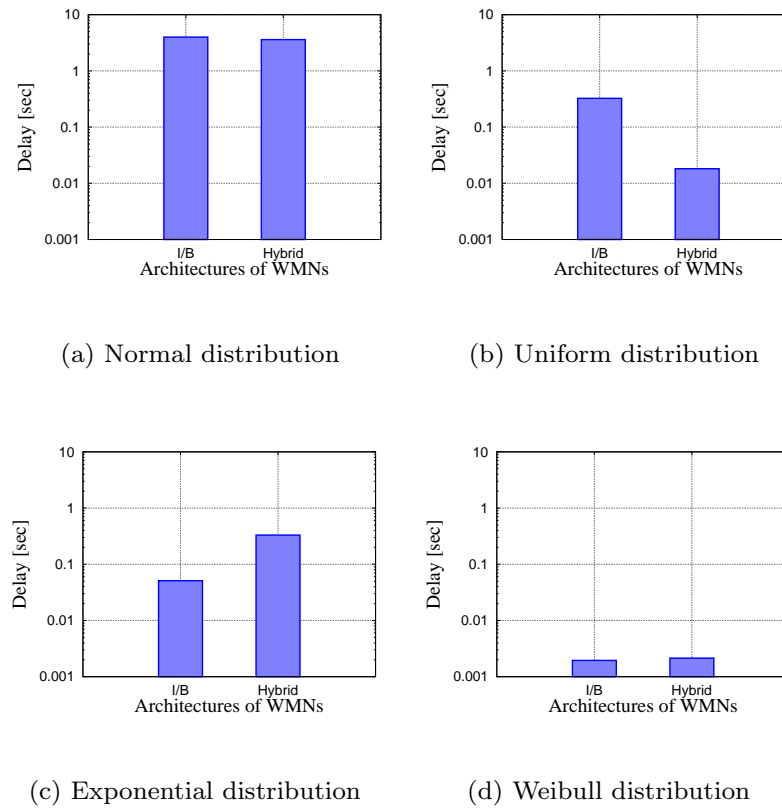 10
1
0.1
0.01
0.001
Delay [sec]
I/B
Hybrid
Architectures of WMNs
(a) Normal distribution
10
1
0.1
0.01
0.001
Delay [sec]
I/B
Hybrid
Architectures of WMNs
(b) Uniform distribution
10
1
0.1
0.01
0.001
Delay [sec]
I/B
Hybrid
Architectures of WMNs
(c) Exponential distribution
10
1
0.1
0.01
0.001
Delay [sec]
I/B
Hybrid
Architectures of WMNs
(d) Weibull distribution